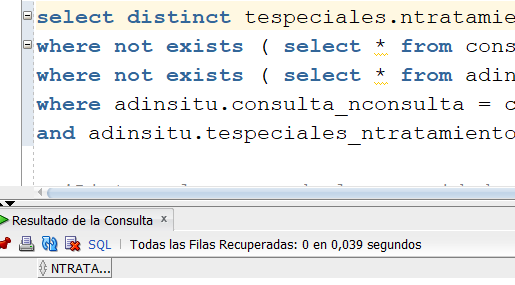 select distinct tespeciales.ntratamie
where not exists ( select * from cons
where not exists ( select * from adin
where adinsitu.consulta_nconsulta = c
and adinsitu.tespeciales_ntratamiento
Resultado de la Consulta x
SQL | Todas las Filas Recuperadas: 0 en 0,039 segundos
NTRATA...